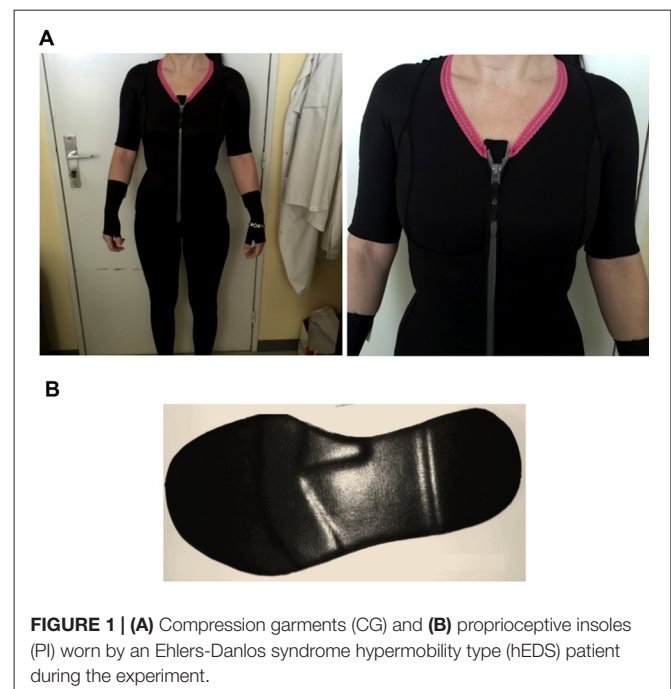 A
B
FIGURE 1 | (A) Compression garments (CG) and (B) proprioceptive insoles
(PI) worn by an Ehlers-Danlos syndrome hypermobility type (hEDS) patient
during the experiment.